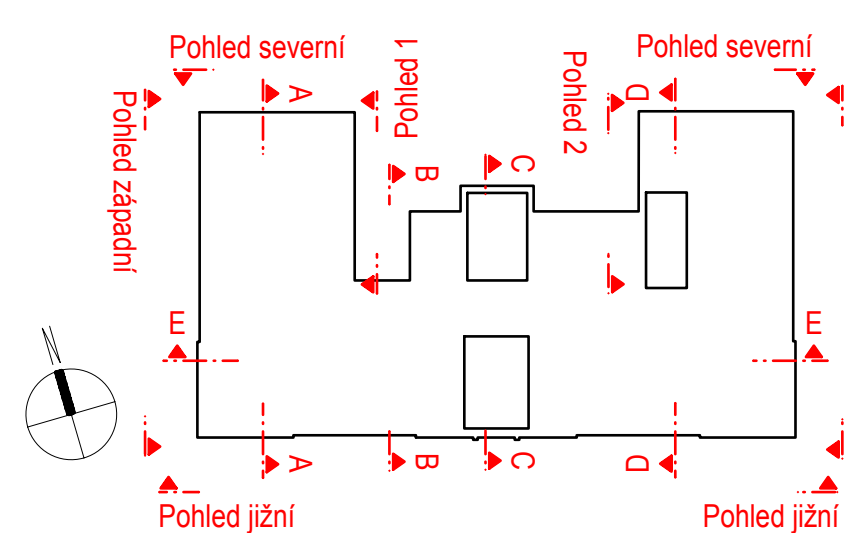 Pohled severní
Pohled severní
A
Pohled 1
Pohled 2
D
Pohled západní
B
C
E
E
A
B
C
D
Pohled jižní
Pohled jižní
N